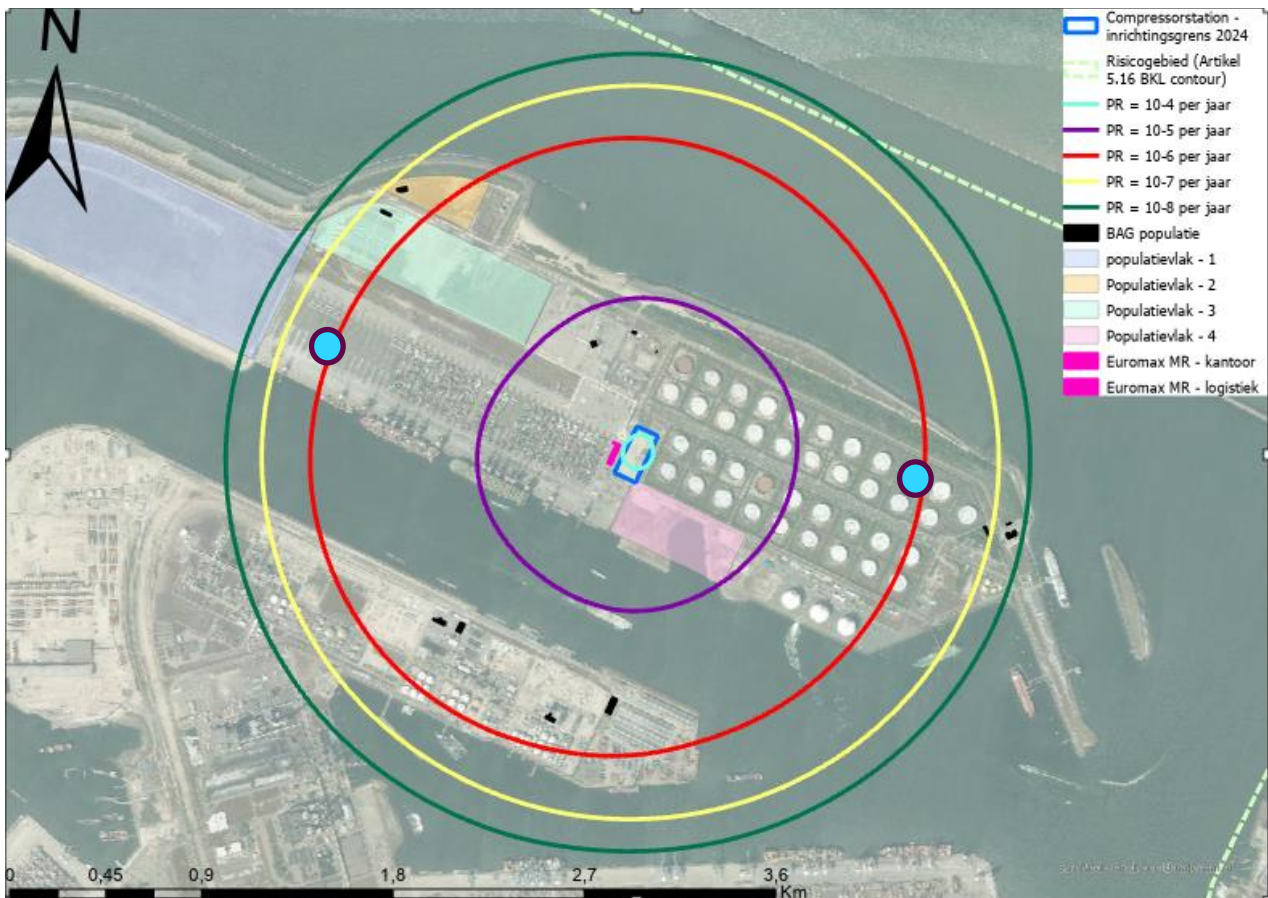 N
Compressorstation -
inrichtingsgrens 2024
Risicogebied (Artikel
5.16 BKL contour)
PR = 10-4 per jaar
PR = 10-5 per jaar
PR = 10-6 per jaar
PR = 10-7 per jaar
PR = 10-8 per jaar
BAG populatie
populatievlak - 1
Populatievlak - 2
Populatievlak - 3
Populatievlak - 4
Euromax MR - kantoor
Euromax MR - logistiek
0 0,45 0,9 1,8 2,7 3,6
Km